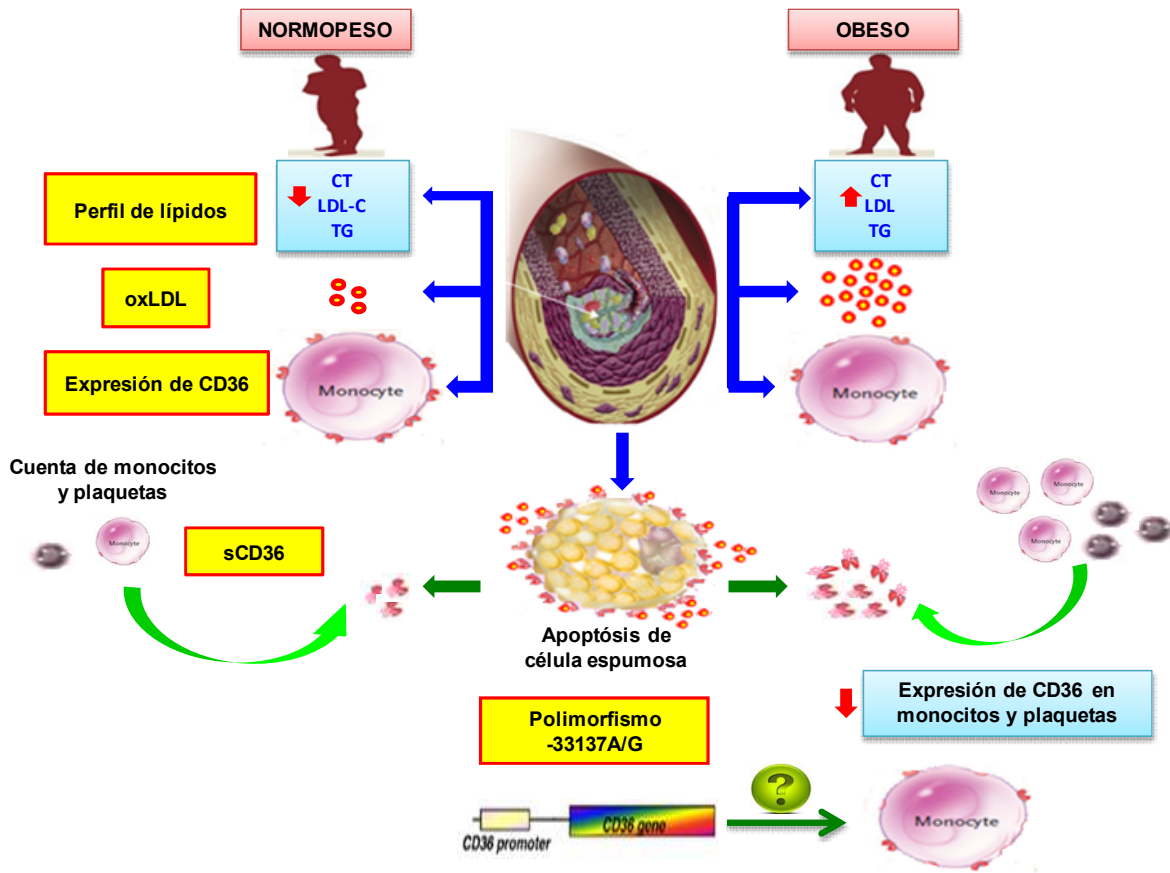 NORMOPESO
OBESO
Perfil de lípidos
CT
LDL-C
TG
CT
LDL
TG
oxLDL
Expresión de CD36
Monocyte
Monocyte
Cuenta de monocitos
y plaquetas
Monocyte
sCD36
Monocyte
Monocyte
Monocyte
Apoptósis de
célula espumosa
Expresión de CD36 en
monocitos y plaquetas
Polimorfismo
-33137A/G
?
CD36 gene
CD36 promoter
Monocyte